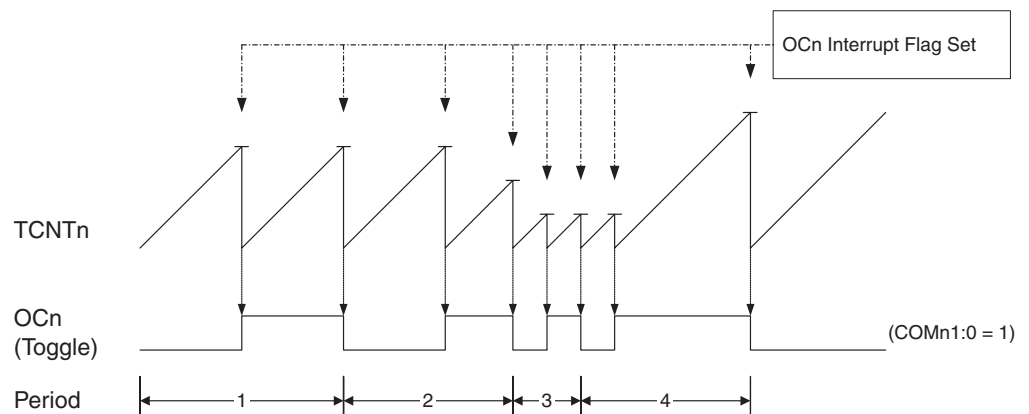 OCn Interrupt Flag Set
TCNTn
OCn
(Toggle)
(COMn1:0 = 1)
Period
1
2
3
4